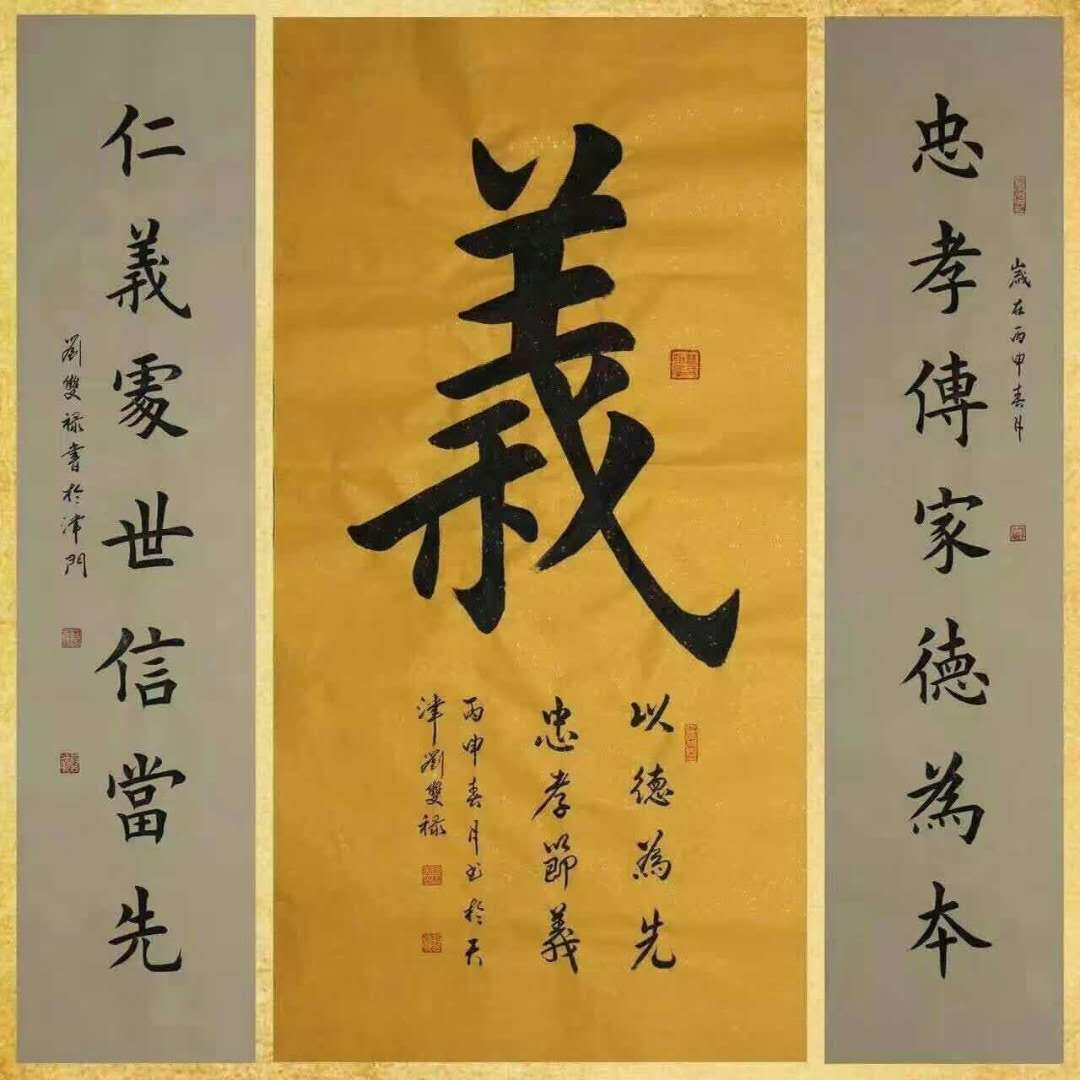 忠孝傳家德為本
歲在丙申春月
義
以德為先
忠孝節義
丙申春月书於天
津劉雙祿
仁義處世信當先
劉雙祿書於津門